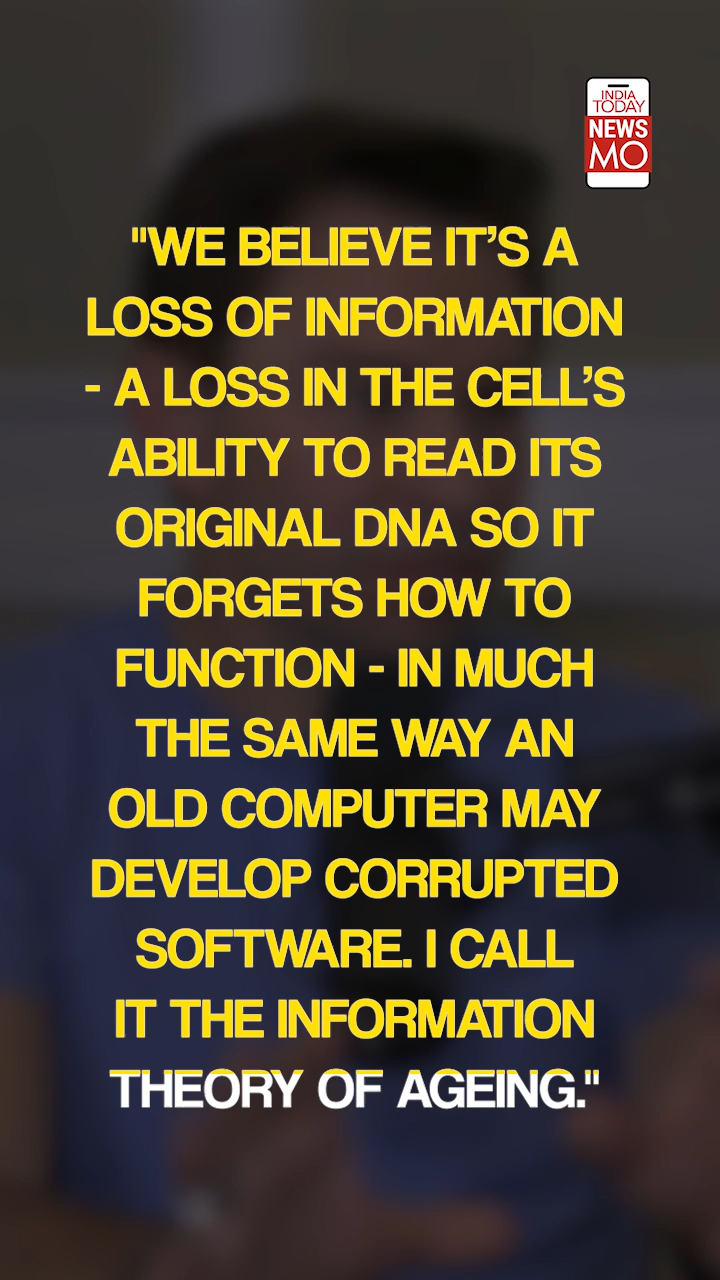 INDIA
TODAY
NEWS
MO
"WE BELIEVE IT’S A
LOSS OF INFORMATION
- A LOSS IN THE CELL’S
ABILITY TO READ ITS
ORIGINAL DNA SO IT
FORGETS HOW TO
FUNCTION - IN MUCH
THE SAME WAY AN
OLD COMPUTER MAY
DEVELOP CORRUPTED
SOFTWARE. I CALL
IT THE INFORMATION
THEORY OF AGEING."